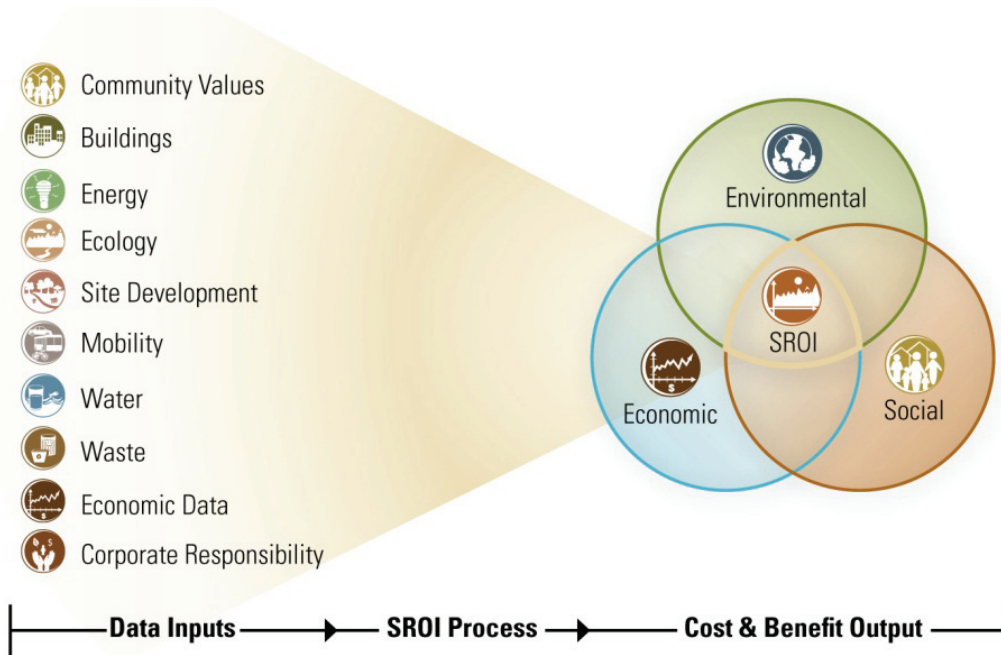 Community Values
Buildings
Energy
Ecology
Site Development
Mobility
Water
Waste
Economic Data
Corporate Responsibility
Environmental
SROI
Economic
Social
$
$
$
Data Inputs
SROI Process
Cost & Benefit Output